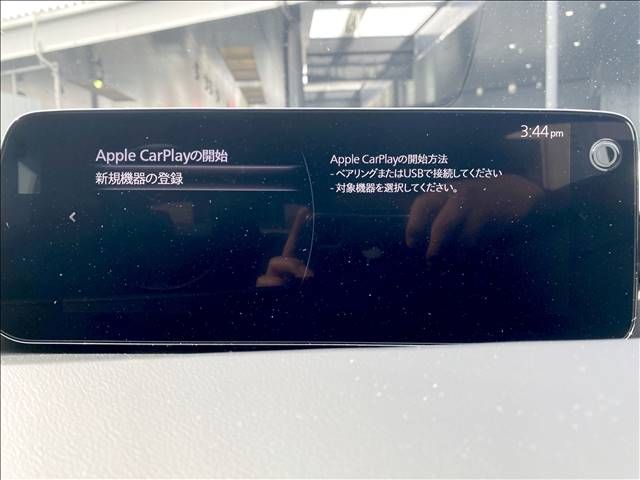 3:44pm
Apple CarPlayの開始
新規機器の登録
Apple CarPlayの開始方法
- ペアリングまたはUSBで接続してください
- 対象機器を選択してください。